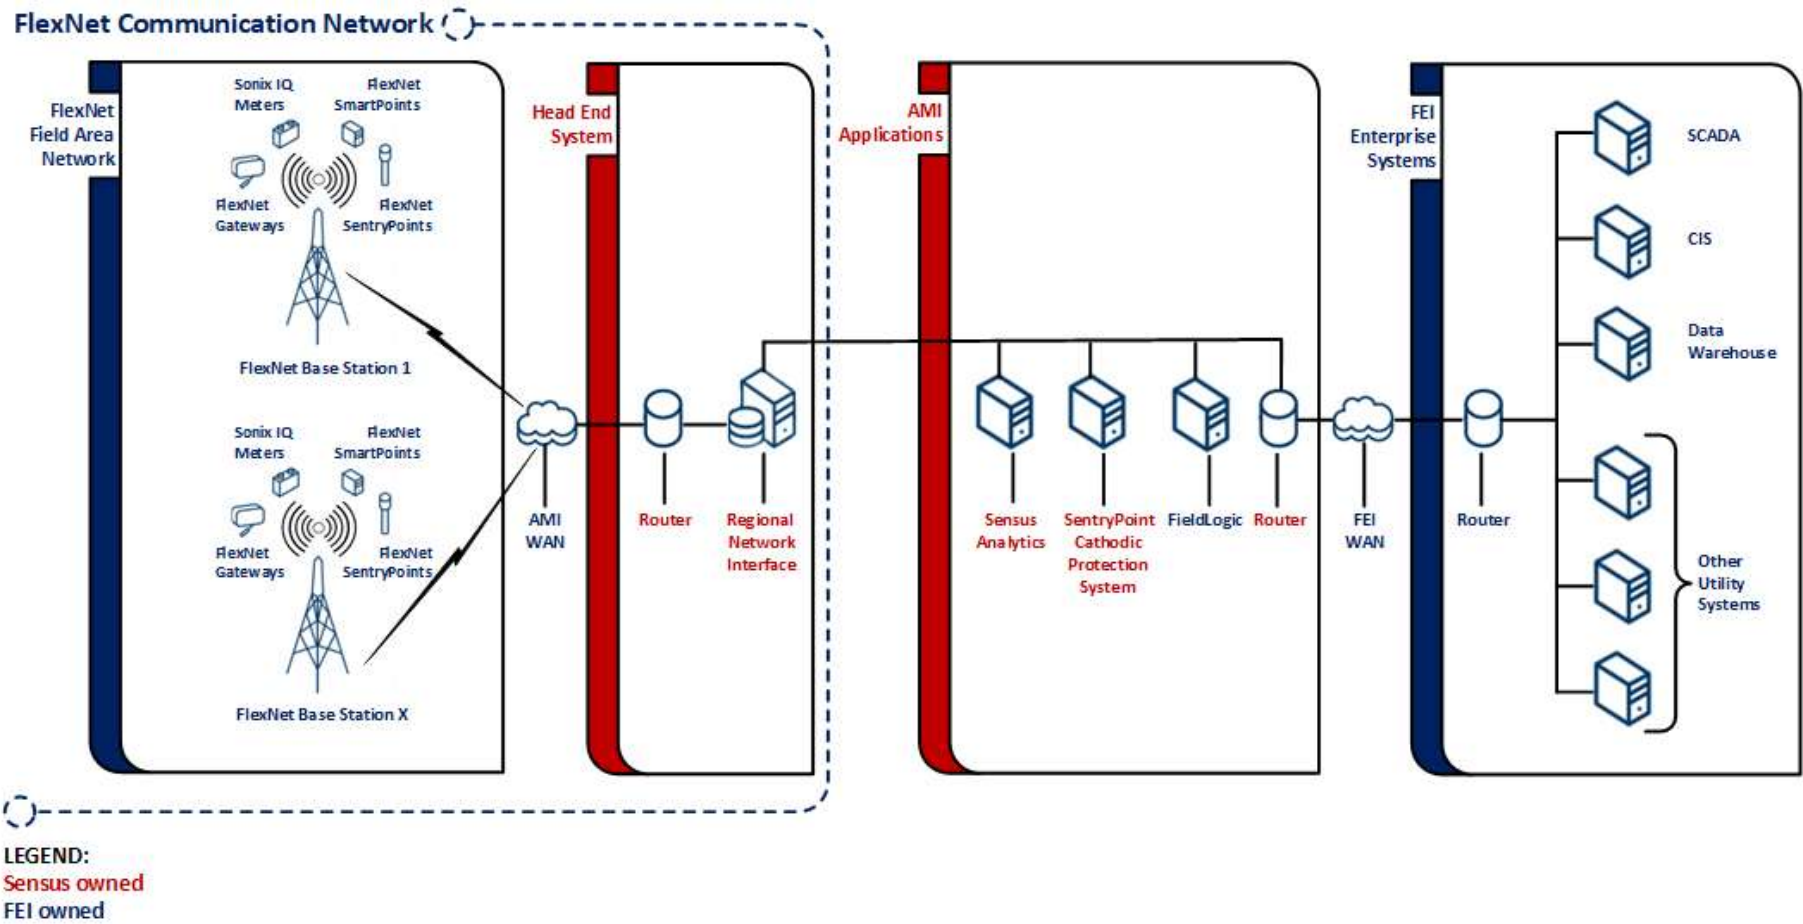 FlexNet Communication Network
FlexNet
Field Area
Network
Sonix IQ
Meters
FlexNet
SmartPoints
FlexNet
Gateways
FlexNet
SentryPoints
FlexNet Base Station 1
Sonix IQ
Meters
FlexNet
SmartPoints
FlexNet
Gateways
FlexNet
SentryPoints
FlexNet Base Station X
AMI
WAN
Head End
System
Router
Regional
Network
Interface
AMI
Applications
Sensus
Analytics
SentryPoint
Cathodic
Protection
System
FieldLogic
Router
FEI
WAN
FEI
Enterprise
Systems
Router
SCADA
CIS
Data
Warehouse
Other
Utility
Systems
LEGEND:
Sensus owned
FEI owned